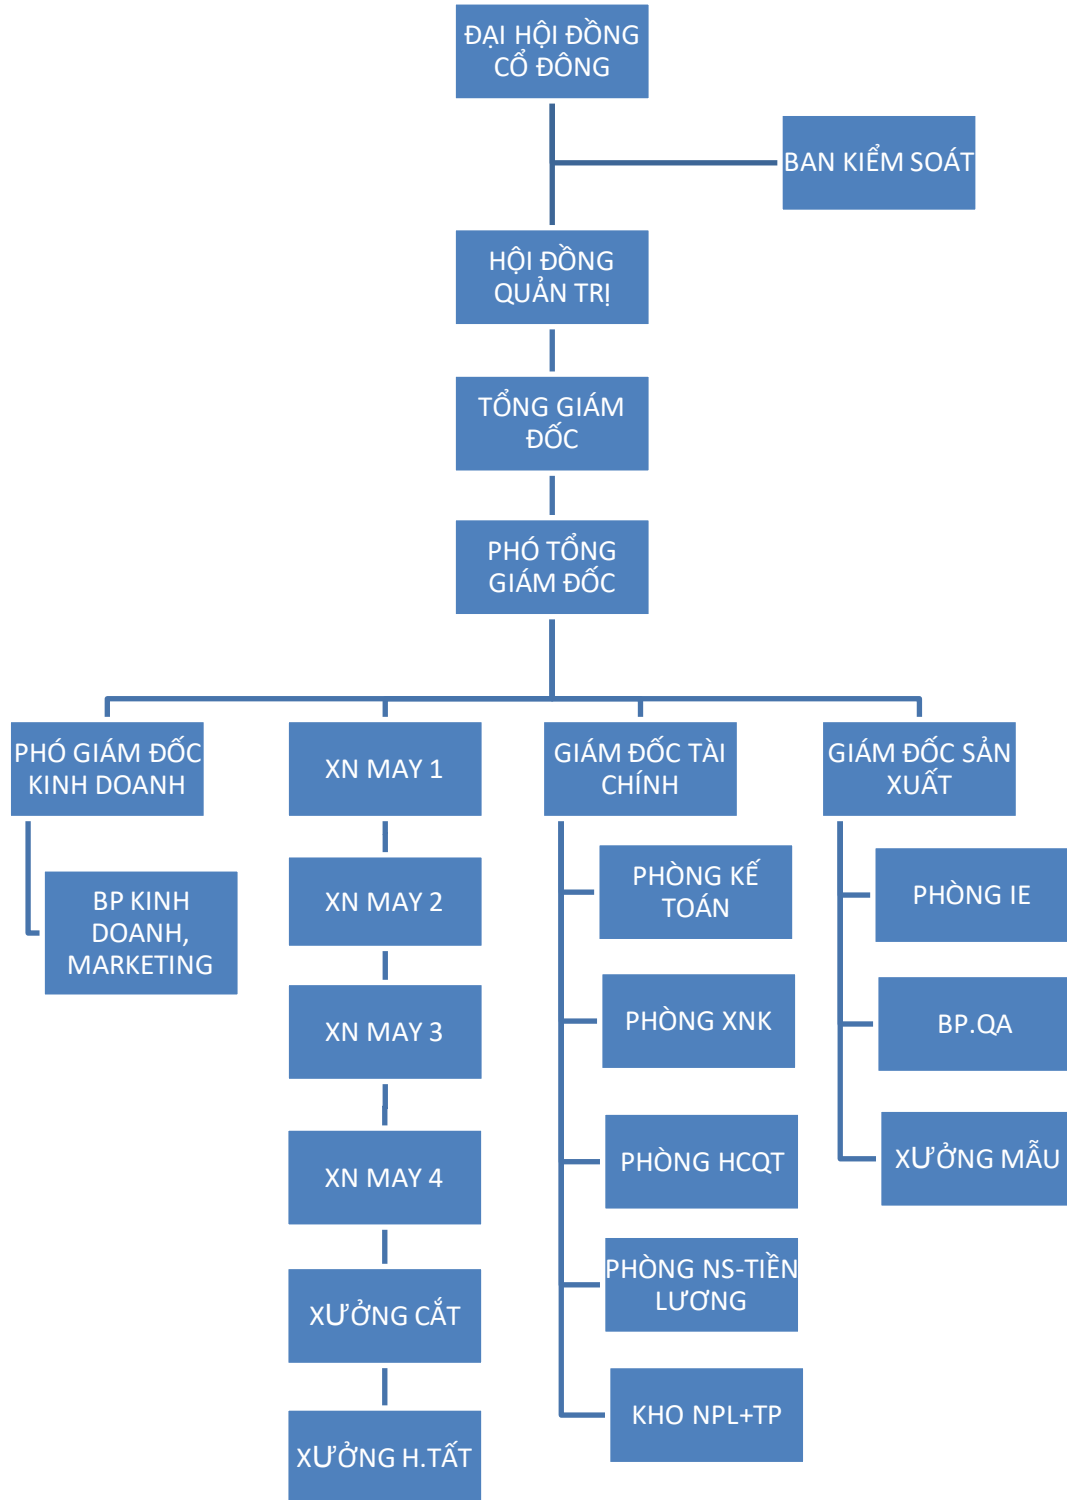 ĐẠI HỘI ĐỒNG
CỔ ĐÔNG
BAN KIỂM SOÁT
HỘI ĐỒNG
QUẢN TRỊ
TỔNG GIÁM
ĐỐC
PHÓ TỔNG
GIÁM ĐỐC
PHÓ GIÁM ĐỐC
KINH DOANH
BP KINH
DOANH,
MARKETING
XN MAY 1
XN MAY 2
XN MAY 3
XN MAY 4
XƯỞNG CẮT
XƯỞNG H.TẤT
GIÁM ĐỐC TÀI
CHÍNH
PHÒNG KẾ
TOÁN
PHÒNG XNK
PHÒNG HCQT
PHÒNG NS-TIỀN
LƯƠNG
KHO NPL+TP
GIÁM ĐỐC SẢN
XUẤT
PHÒNG IE
BP.QA
XƯỞNG MẪU